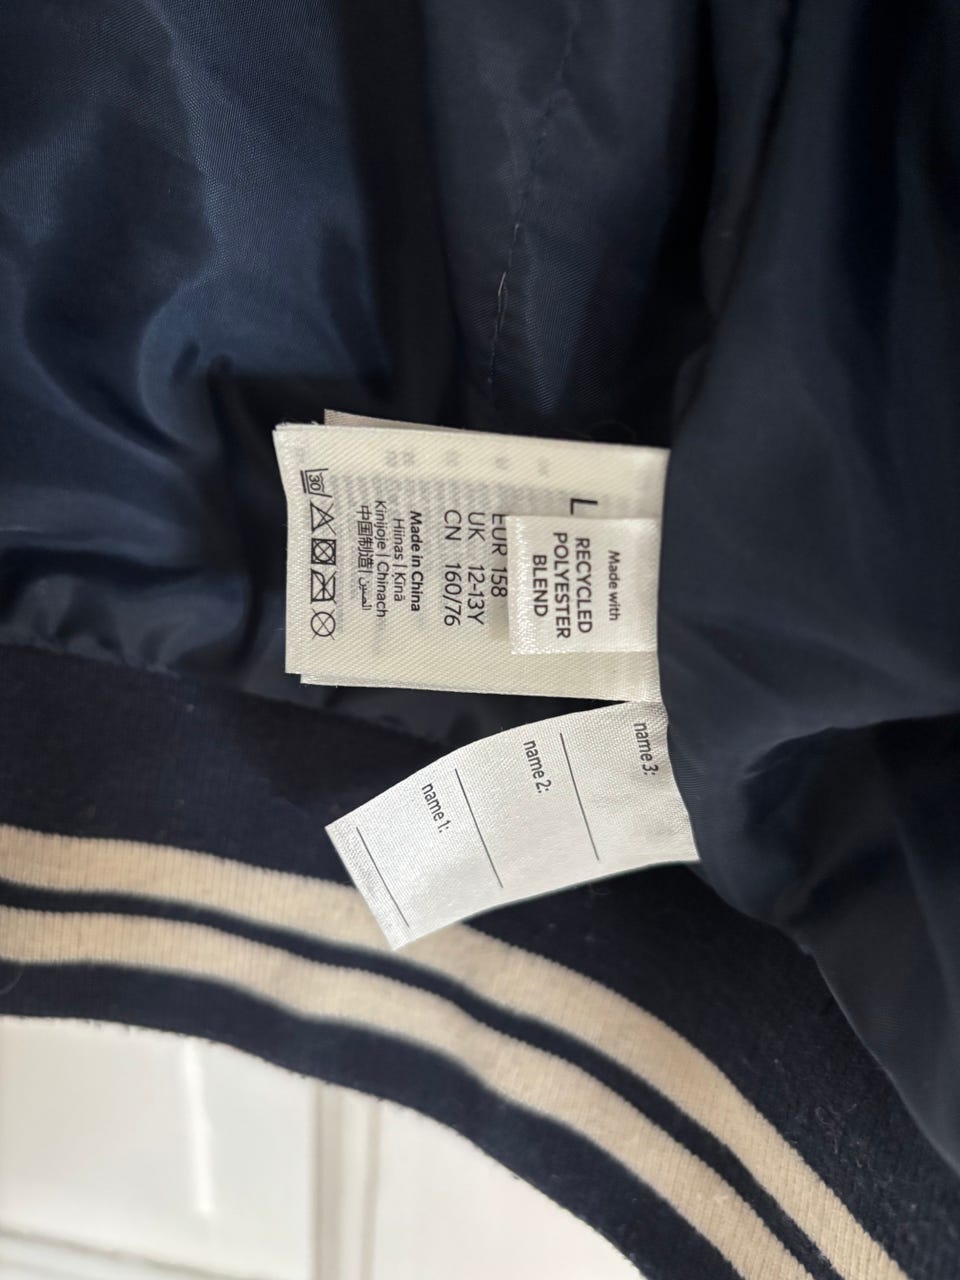 L
EUR 158
UK 12-13Y
CN 160/76
Made in China
Hiinas | Ķīnā
Kinijoje | Chinach
中国制造 | الصين
30
Made with
RECYCLED
POLYESTER
BLEND
name 3:
name 2:
name 1: